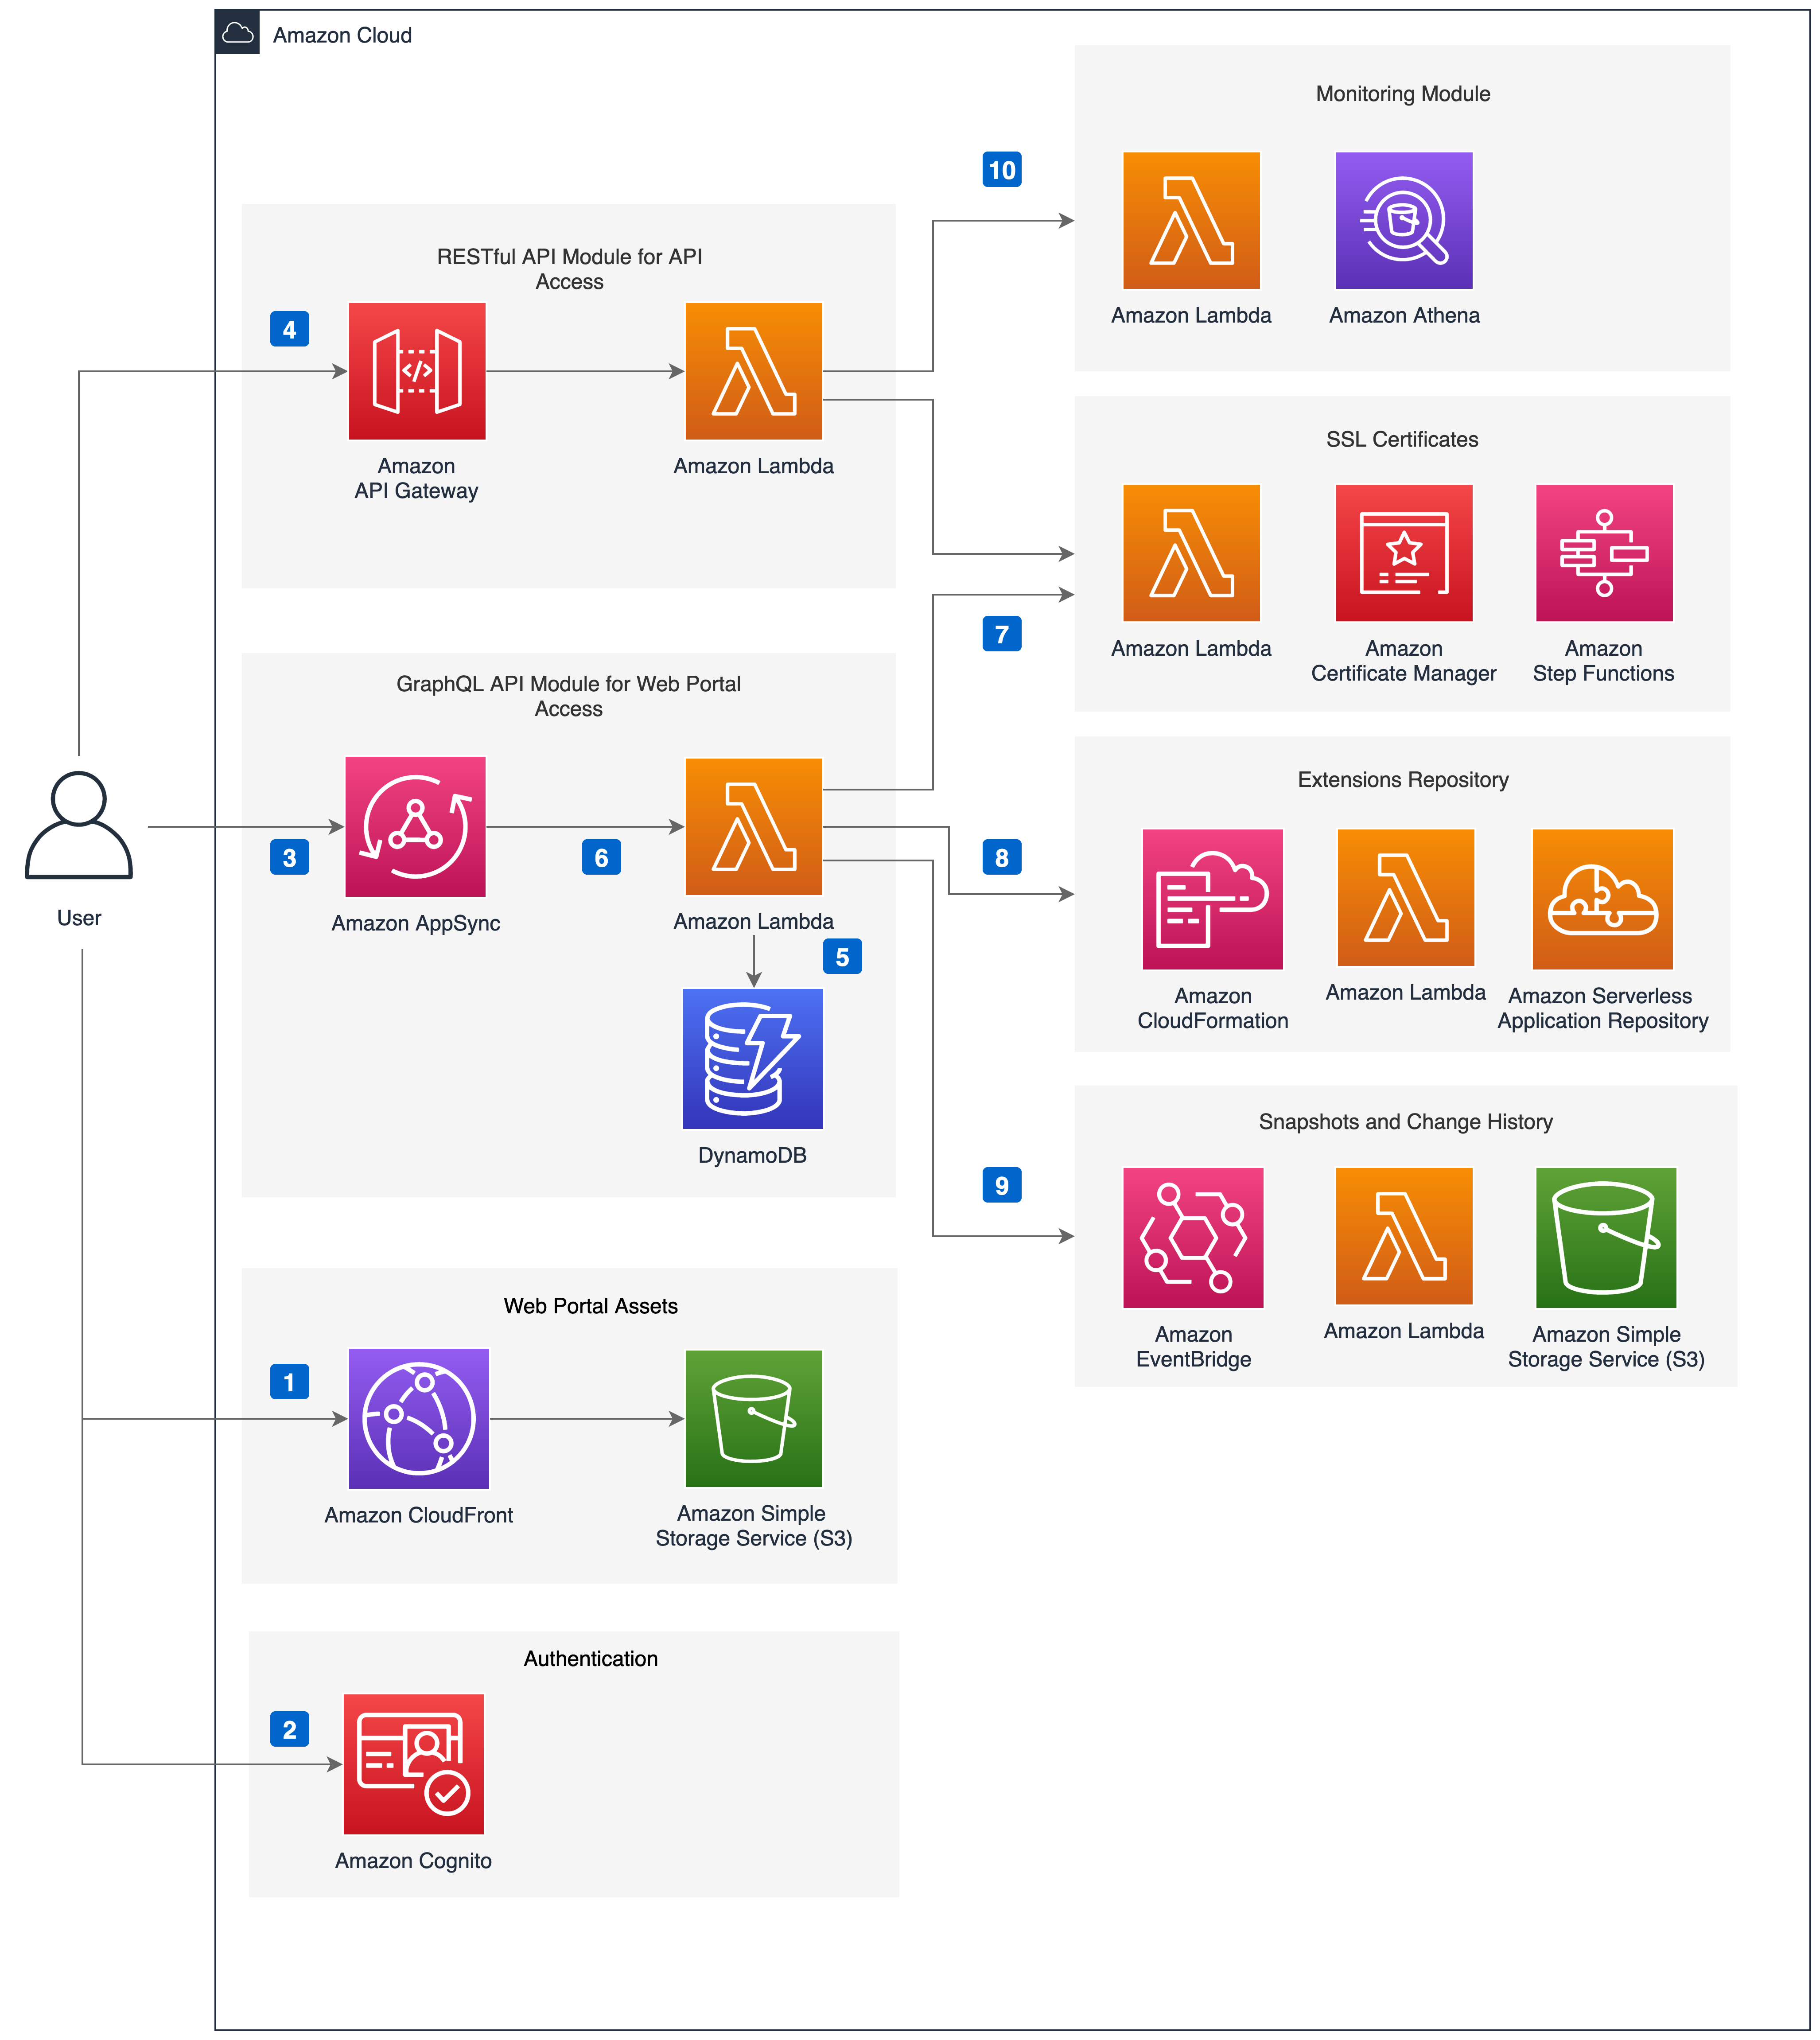 Amazon Cloud
Monitoring Module
10
Amazon Lambda
Amazon Athena
RESTful API Module for API
Access
4
Amazon
API Gateway
Amazon Lambda
SSL Certificates
Amazon Lambda
Amazon
Certificate Manager
Amazon
Step Functions
7
GraphQL API Module for Web Portal
Access
3
6
Amazon AppSync
Amazon Lambda
5
DynamoDB
User
Extensions Repository
8
Amazon
CloudFormation
Amazon Lambda
Amazon Serverless
Application Repository
Snapshots and Change History
9
Amazon
EventBridge
Amazon Lambda
Amazon Simple
Storage Service (S3)
Web Portal Assets
1
Amazon CloudFront
Amazon Simple
Storage Service (S3)
Authentication
2
Amazon Cognito